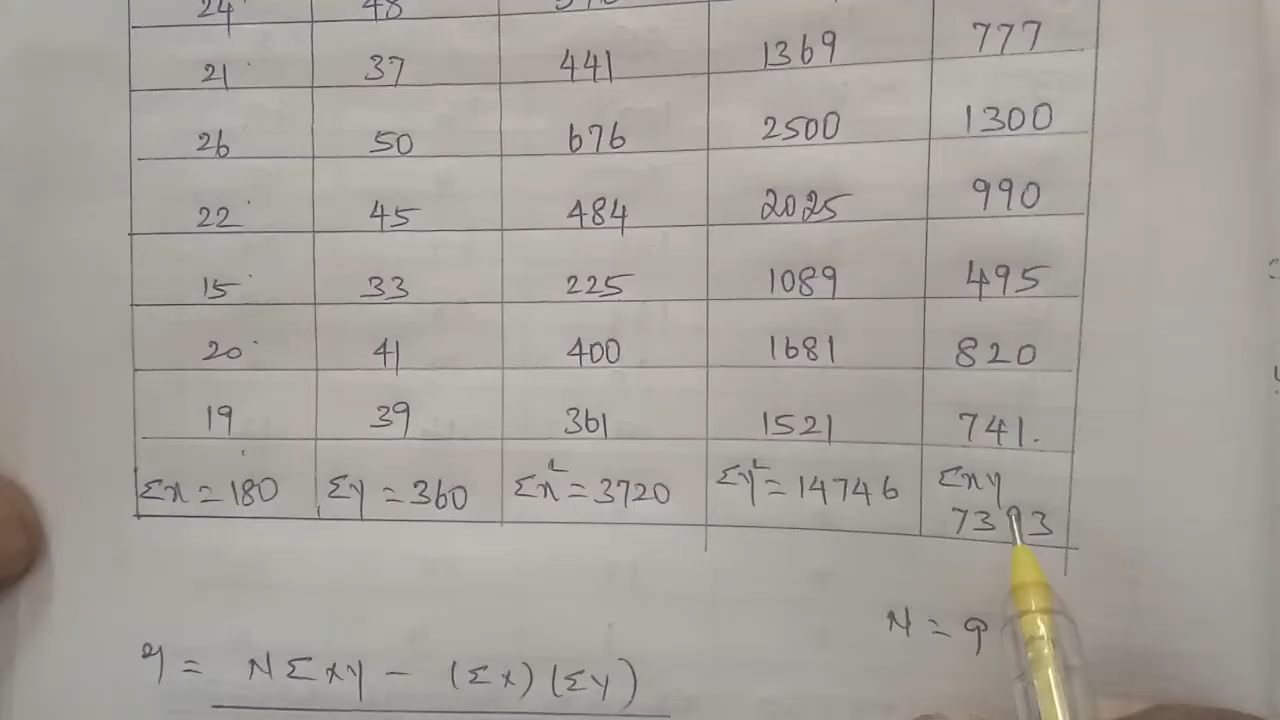 24 48
21 37 441 1369 777
26 50 676 2500 1300
22 45 484 2025 990
15 33 225 1089 495
20 41 400 1681 820
19 39 361 1521 741.
Σx = 180 Σy = 360 Σx² = 3720 Σy² = 14746 Σxy
7393
N = 9
r = NΣxy - (Σx)(Σy)